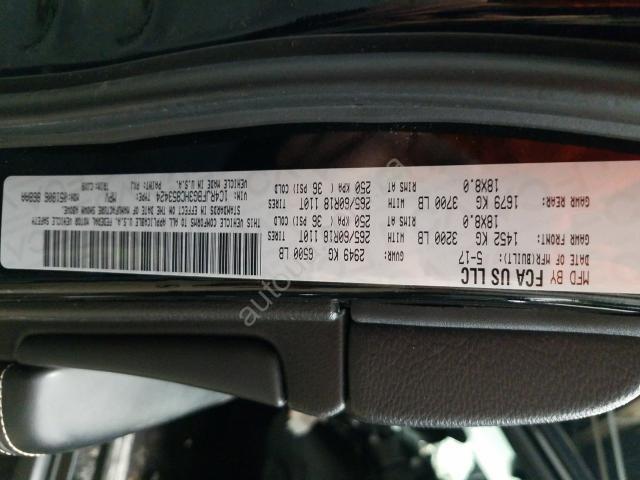 MFD BY FCA US LLC
DATE OF MFR(BUILT): 5-17 GVWR: 2949 KG 6500 LB
GAWR FRONT: 1452 KG 3200 LB WITH 265/60R18 110T TIRES
18X8.0 RIMS AT 250 KPA( 36 PSI) COLD
GAWR REAR: 1679 KG 3700 LB WITH 265/60R18 110T TIRES
18X8.0 RIMS AT 250 KPA( 36 PSI) COLD
THIS VEHICLE CONFORMS TO ALL APPLICABLE U.S.A. FEDERAL MOTOR VEHICLE SAFETY
STANDARDS IN EFFECT ON THE DATE OF MANUFACTURE SHOWN ABOVE.
TYPE: MPV
VEHICLE MADE IN U.S.A. PAINT:
autou